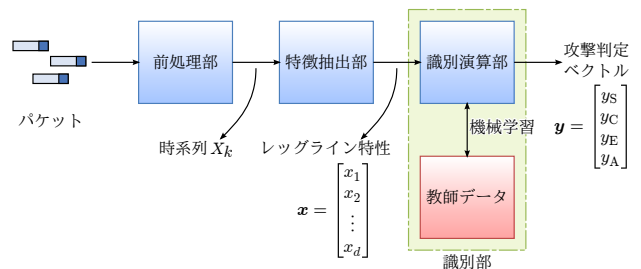 パケット
前処理部
時系列 X_k
特徴抽出部
レッグライン特性
x = [x_1 x_2 ⋮ x_d]
識別演算部
機械学習
教師データ
識別部
攻撃判定
ベクトル
y = [y_S y_C y_E y_A]